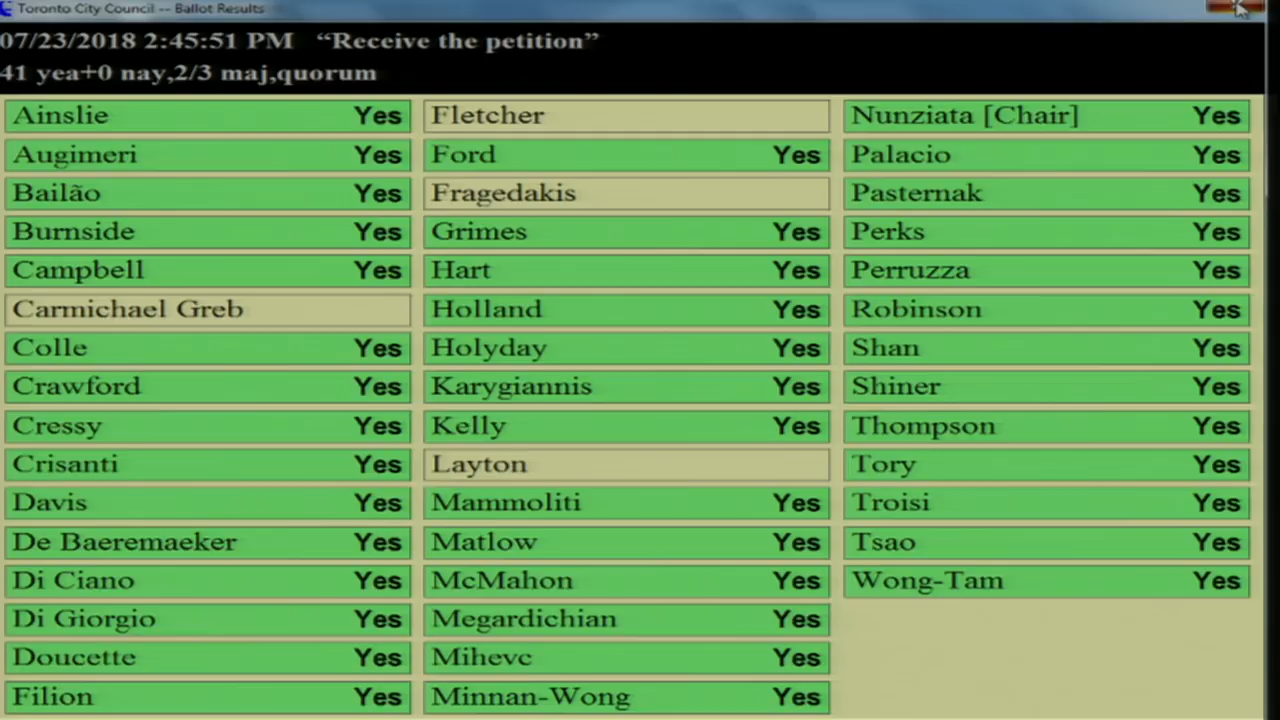 Toronto City Council -- Ballot Results
07/23/2018 2:45:51 PM “Receive the petition”
41 yea+0 nay,2/3 maj,quorum
Ainslie Yes
Augimeri Yes
Bailão Yes
Burnside Yes
Campbell Yes
Carmichael Greb
Colle Yes
Crawford Yes
Cressy Yes
Crisanti Yes
Davis Yes
De Baeremaeker Yes
Di Ciano Yes
Di Giorgio Yes
Doucette Yes
Filion Yes
Fletcher
Ford Yes
Fragedakis
Grimes Yes
Hart Yes
Holland Yes
Holyday Yes
Karygiannis Yes
Kelly Yes
Layton
Mammoliti Yes
Matlow Yes
McMahon Yes
Megardichian Yes
Mihevc Yes
Minnan-Wong Yes
Nunziata [Chair] Yes
Palacio Yes
Pasternak Yes
Perks Yes
Perruzza Yes
Robinson Yes
Shan Yes
Shiner Yes
Thompson Yes
Tory Yes
Troisi Yes
Tsao Yes
Wong-Tam Yes